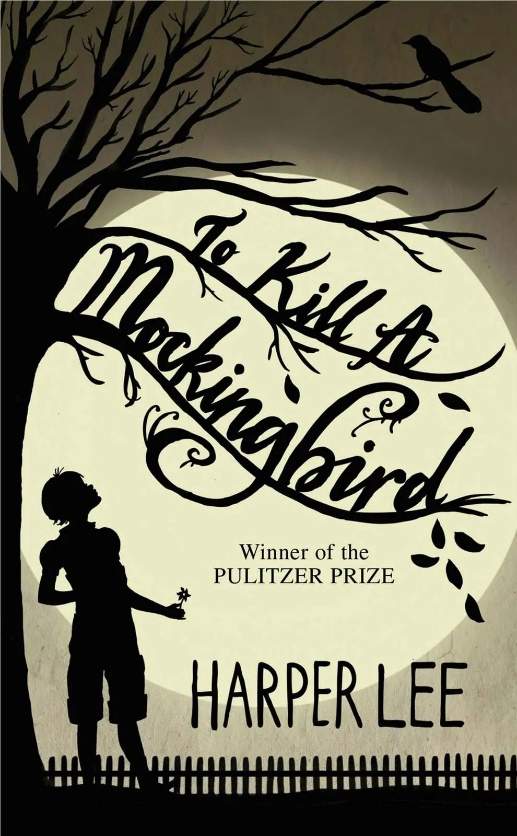 To Kill A
Mockingbird
Winner of the
PULITZER PRIZE
HARPER LEE